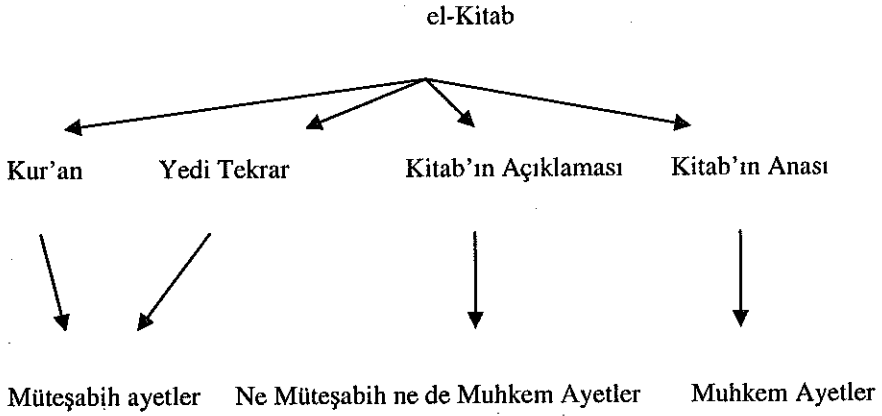 el-Kitab
Kur'an Yedi Tekrar Kitab'ın Açıklaması Kitab'ın Anası
Müteşabih ayetler Ne Müteşabih ne de Muhkem Ayetler Muhkem Ayetler